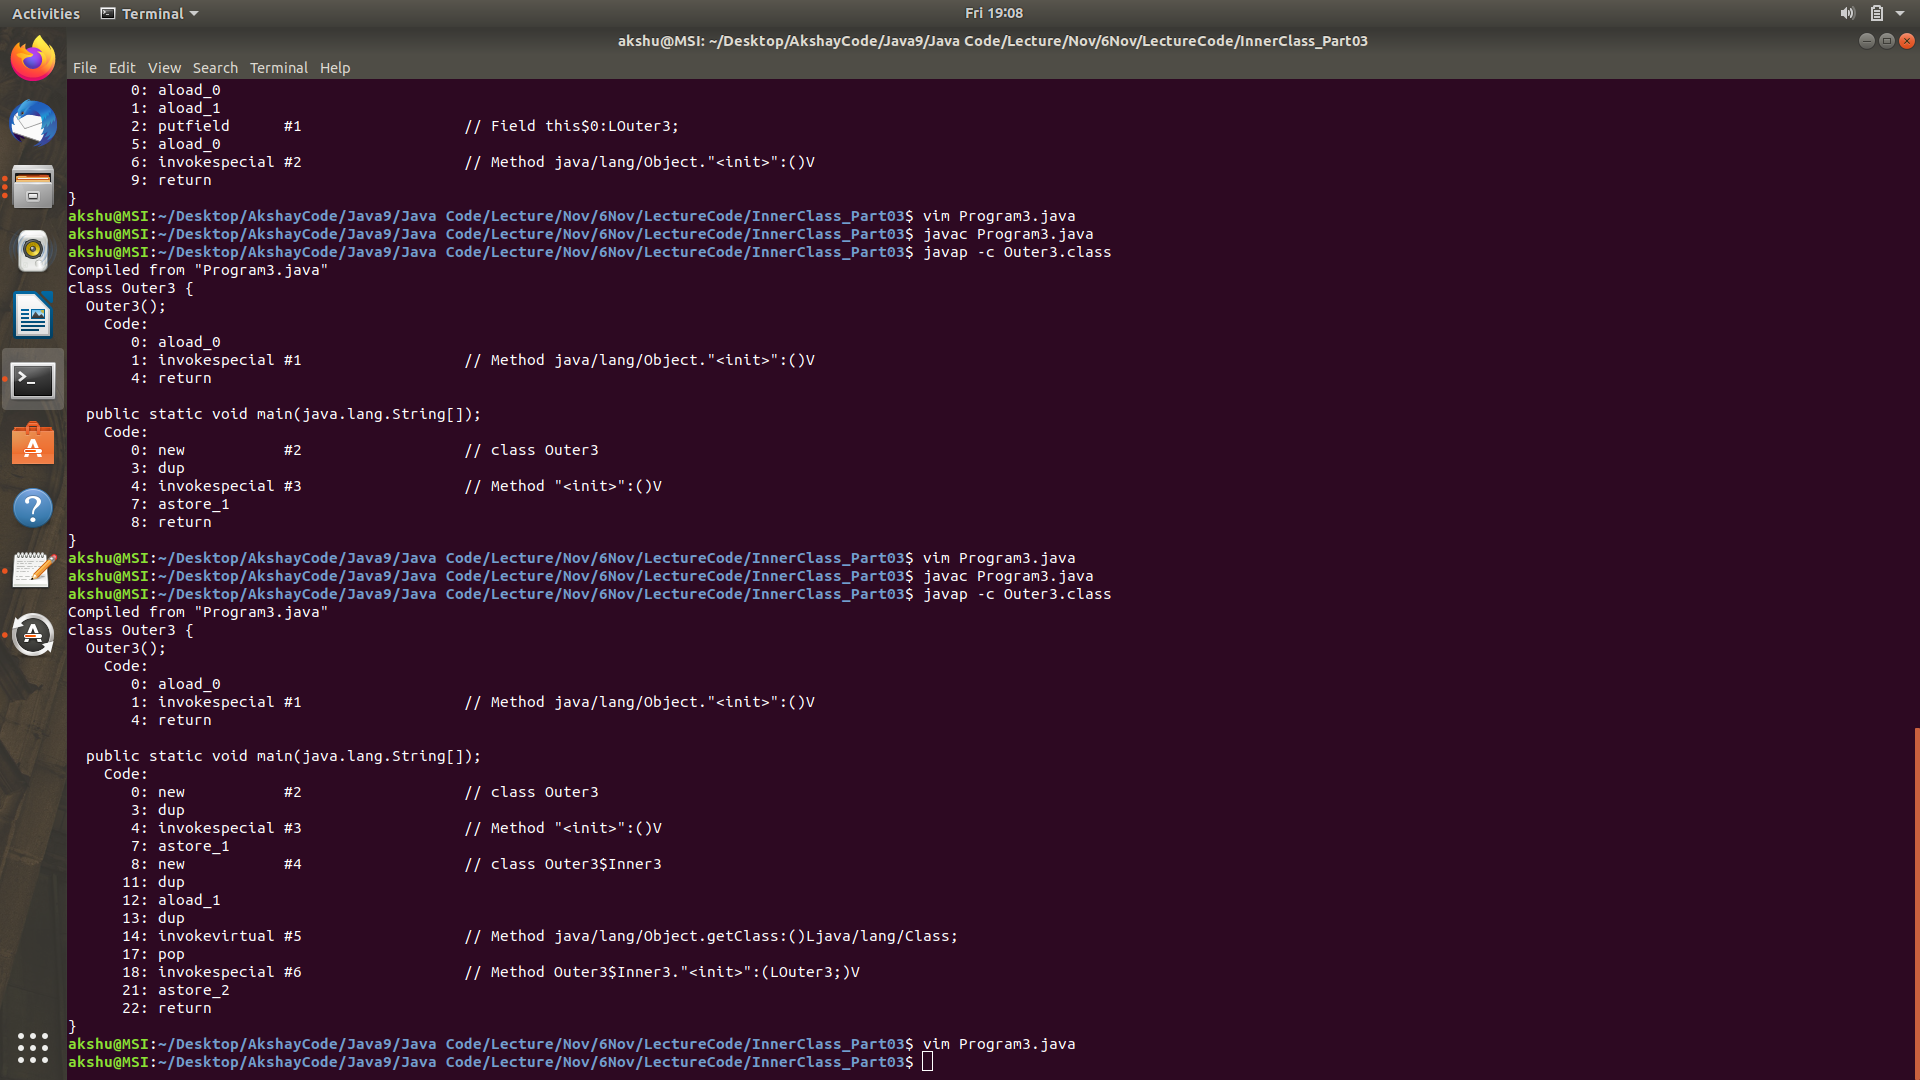 Activities Terminal Fri 19:08
akshu@MSI: ~/Desktop/AkshayCode/Java9/Java Code/Lecture/Nov/6Nov/LectureCode/InnerClass_Part03
File Edit View Search Terminal Help
0: aload_0
1: aload_1
2: putfield #1 // Field this$0:LOuter3;
5: aload_0
6: invokespecial #2 // Method java/lang/Object."<init>":()V
9: return
}
akshu@MSI:~/Desktop/AkshayCode/Java9/Java Code/Lecture/Nov/6Nov/LectureCode/InnerClass_Part03$ vim Program3.java
akshu@MSI:~/Desktop/AkshayCode/Java9/Java Code/Lecture/Nov/6Nov/LectureCode/InnerClass_Part03$ javac Program3.java
akshu@MSI:~/Desktop/AkshayCode/Java9/Java Code/Lecture/Nov/6Nov/LectureCode/InnerClass_Part03$ javap -c Outer3.class
Compiled from "Program3.java"
class Outer3 {
Outer3();
Code:
0: aload_0
1: invokespecial #1 // Method java/lang/Object."<init>":()V
4: return
public static void main(java.lang.String[]);
Code:
0: new #2 // class Outer3
3: dup
4: invokespecial #3 // Method "<init>":()V
7: astore_1
8: return
}
akshu@MSI:~/Desktop/AkshayCode/Java9/Java Code/Lecture/Nov/6Nov/LectureCode/InnerClass_Part03$ vim Program3.java
akshu@MSI:~/Desktop/AkshayCode/Java9/Java Code/Lecture/Nov/6Nov/LectureCode/InnerClass_Part03$ javac Program3.java
akshu@MSI:~/Desktop/AkshayCode/Java9/Java Code/Lecture/Nov/6Nov/LectureCode/InnerClass_Part03$ javap -c Outer3.class
Compiled from "Program3.java"
class Outer3 {
Outer3();
Code:
0: aload_0
1: invokespecial #1 // Method java/lang/Object."<init>":()V
4: return
public static void main(java.lang.String[]);
Code:
0: new #2 // class Outer3
3: dup
4: invokespecial #3 // Method "<init>":()V
7: astore_1
8: new #4 // class Outer3$Inner3
11: dup
12: aload_1
13: dup
14: invokevirtual #5 // Method java/lang/Object.getClass:()Ljava/lang/Class;
17: pop
18: invokespecial #6 // Method Outer3$Inner3."<init>":(LOuter3;)V
21: astore_2
22: return
}
akshu@MSI:~/Desktop/AkshayCode/Java9/Java Code/Lecture/Nov/6Nov/LectureCode/InnerClass_Part03$ vim Program3.java
akshu@MSI:~/Desktop/AkshayCode/Java9/Java Code/Lecture/Nov/6Nov/LectureCode/InnerClass_Part03$